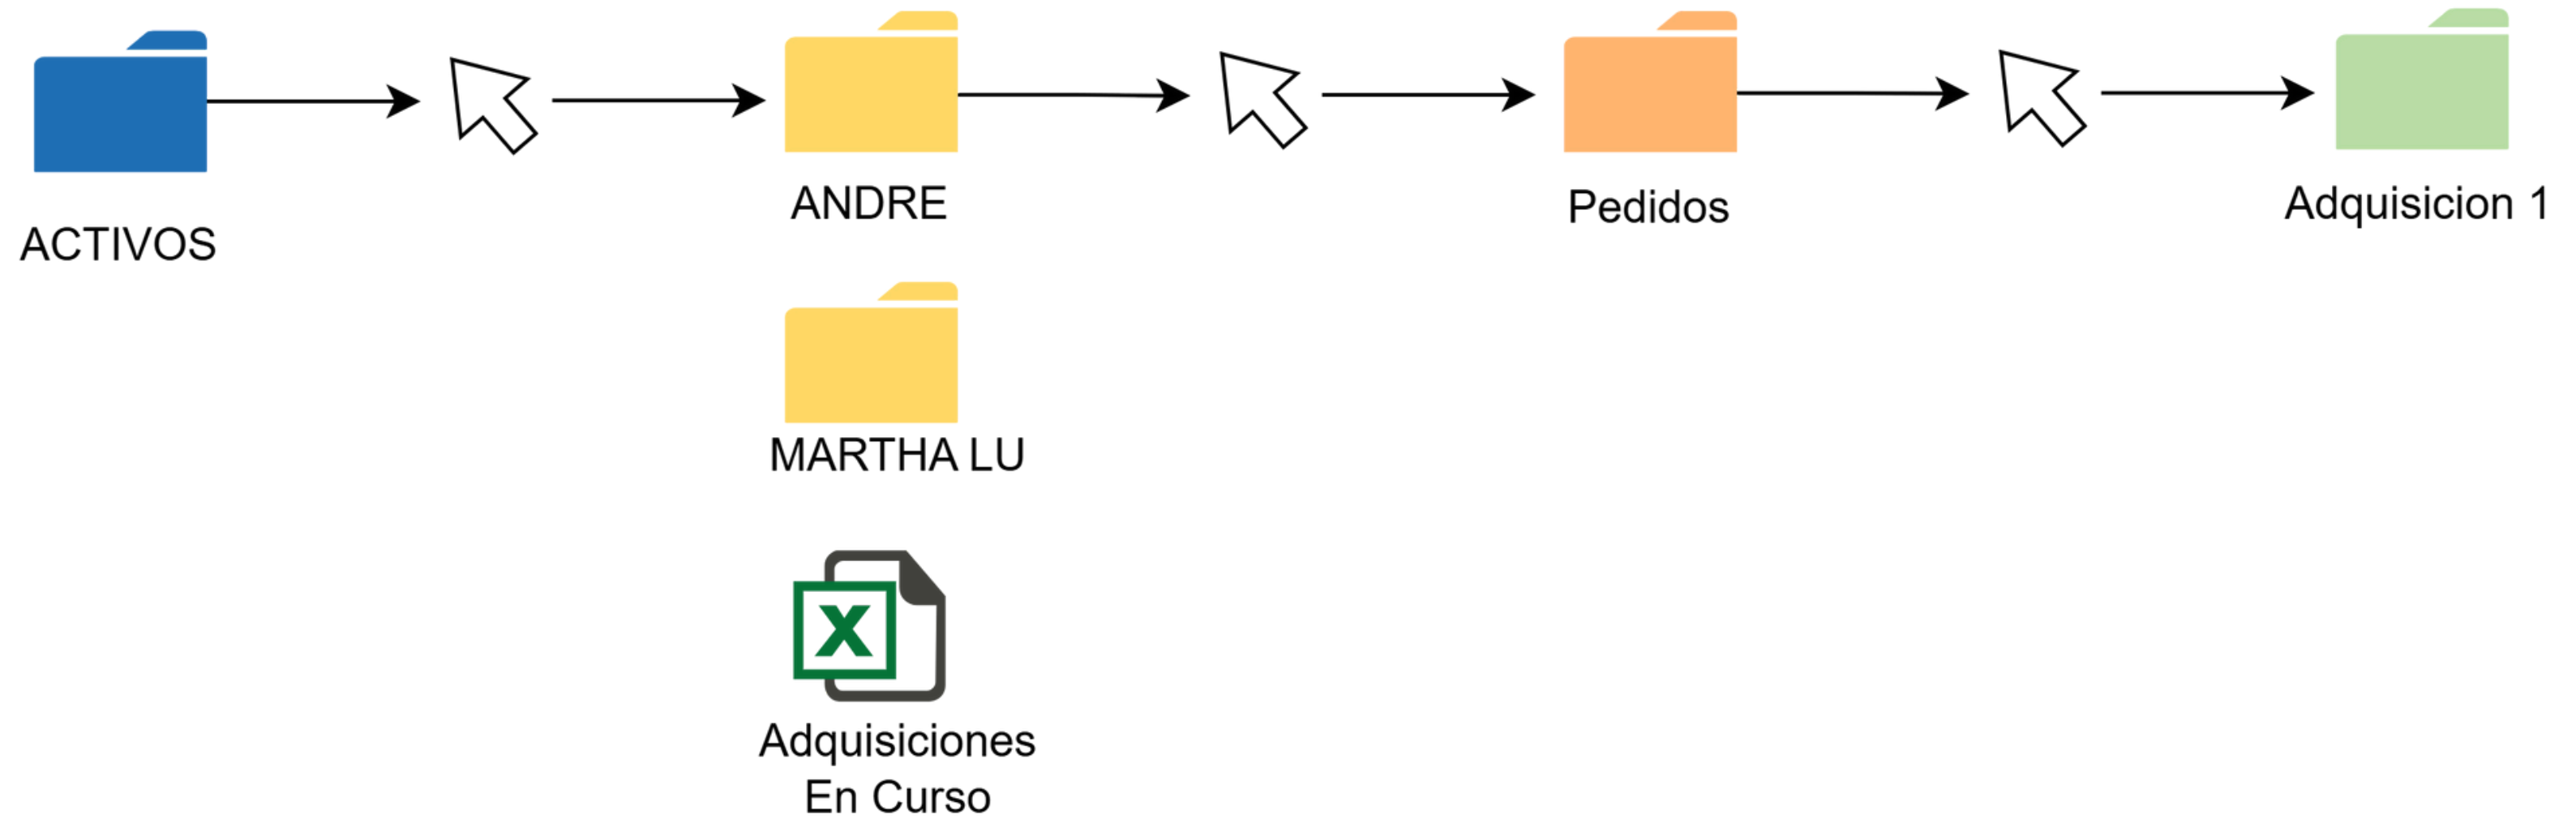 ACTIVOS
ANDRE
Pedidos
Adquisicion 1
MARTHA LU
X
Adquisiciones
En Curso